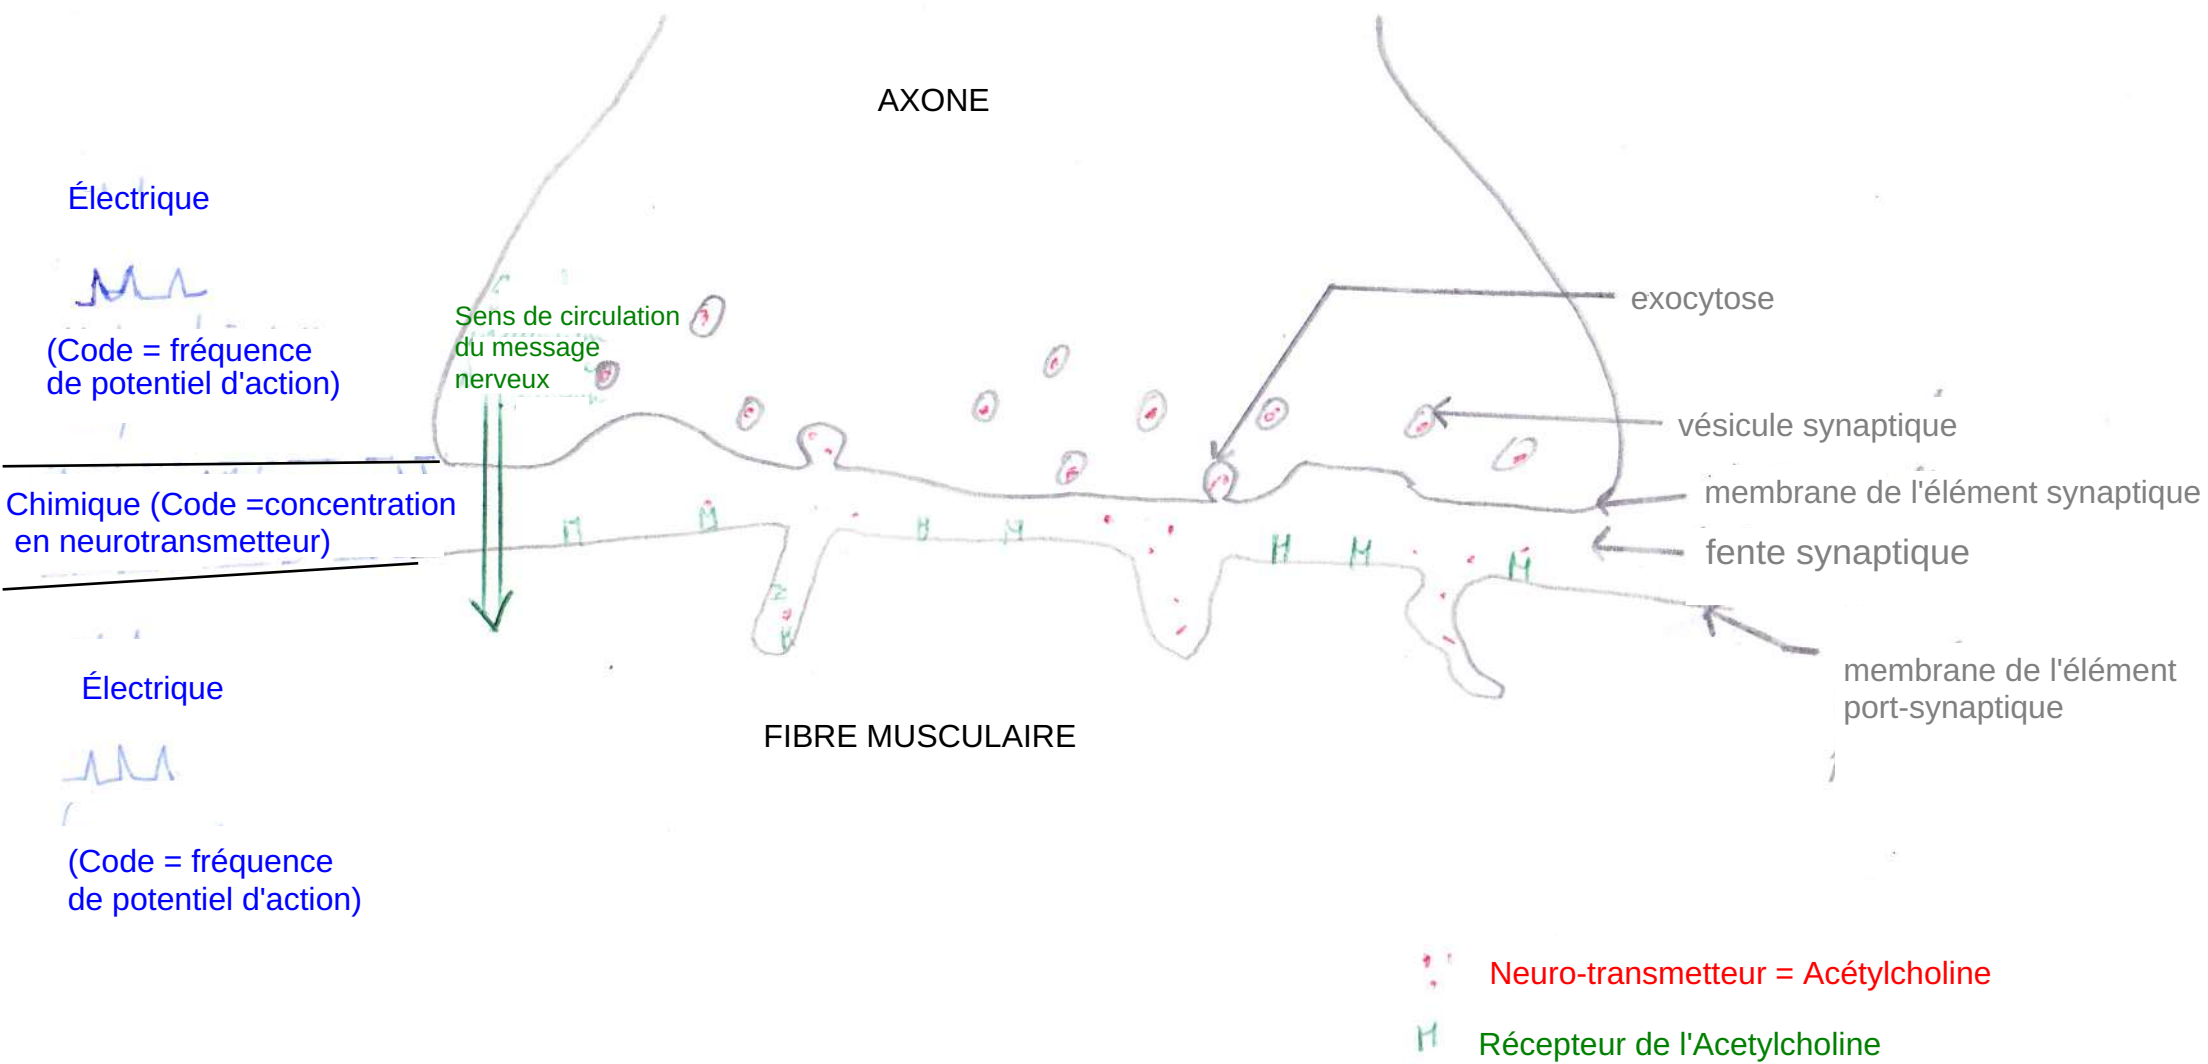 AXONE
Électrique
(Code = fréquence
de potentiel d'action)
Sens de circulation
du message
nerveux
exocytose
vésicule synaptique
membrane de l'élément synaptique
Chimique (Code =concentration
en neurotransmetteur)
fente synaptique
membrane de l'élément
port-synaptique
Électrique
FIBRE MUSCULAIRE
(Code = fréquence
de potentiel d'action)
Neuro-transmetteur = Acétylcholine
Récepteur de l'Acetylcholine